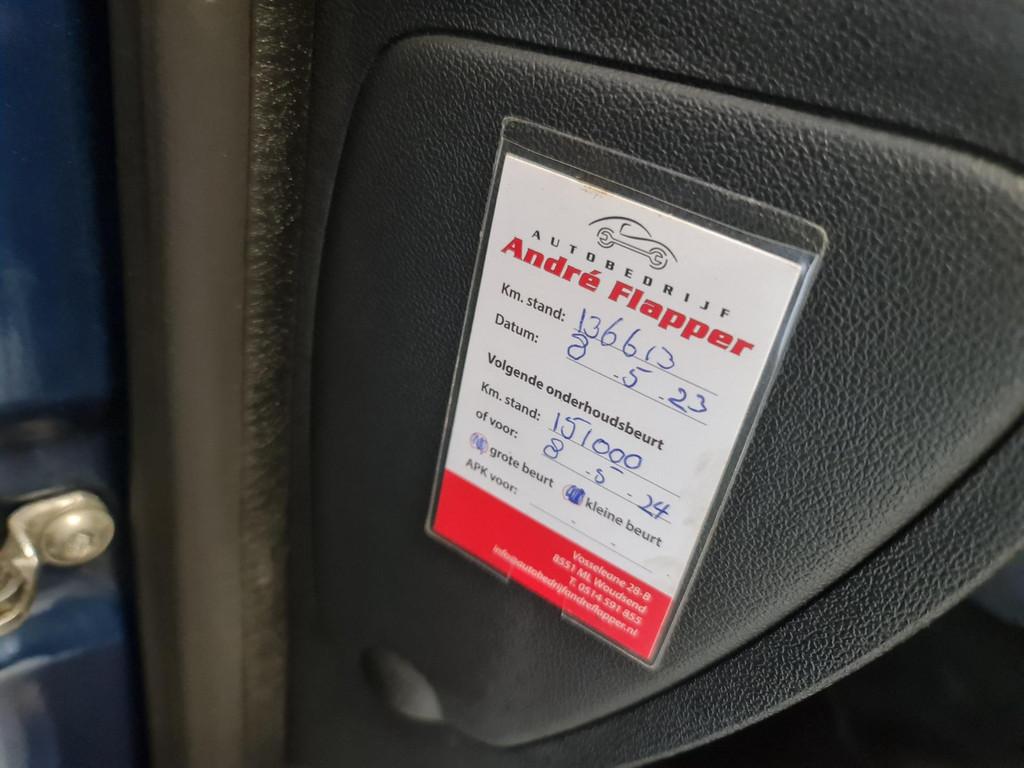 AUTOBEDRIJF
André Flapper
Km. stand: 136613
Datum: 8 - 5 - 23
Volgende onderhoudsbeurt
Km. stand: 151000
of voor: 8 - 5 - 24
grote beurt kleine beurt
APK voor: - -
Vosseleane 28-B
8551 ML Woudsend
T. 0514 591 855
info@autobedrijfandreflapper.nl